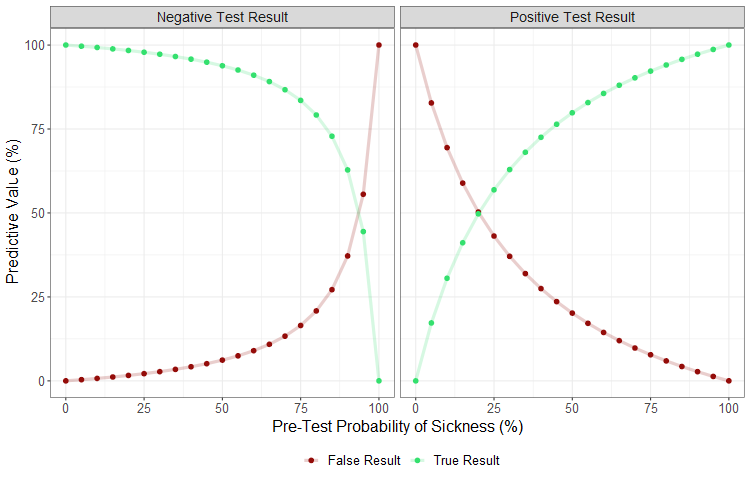 Negative Test Result
Positive Test Result
Predictive Value (%)
100
75
50
25
0
0 25 50 75 100
0 25 50 75 100
Pre-Test Probability of Sickness (%)
False Result
True Result